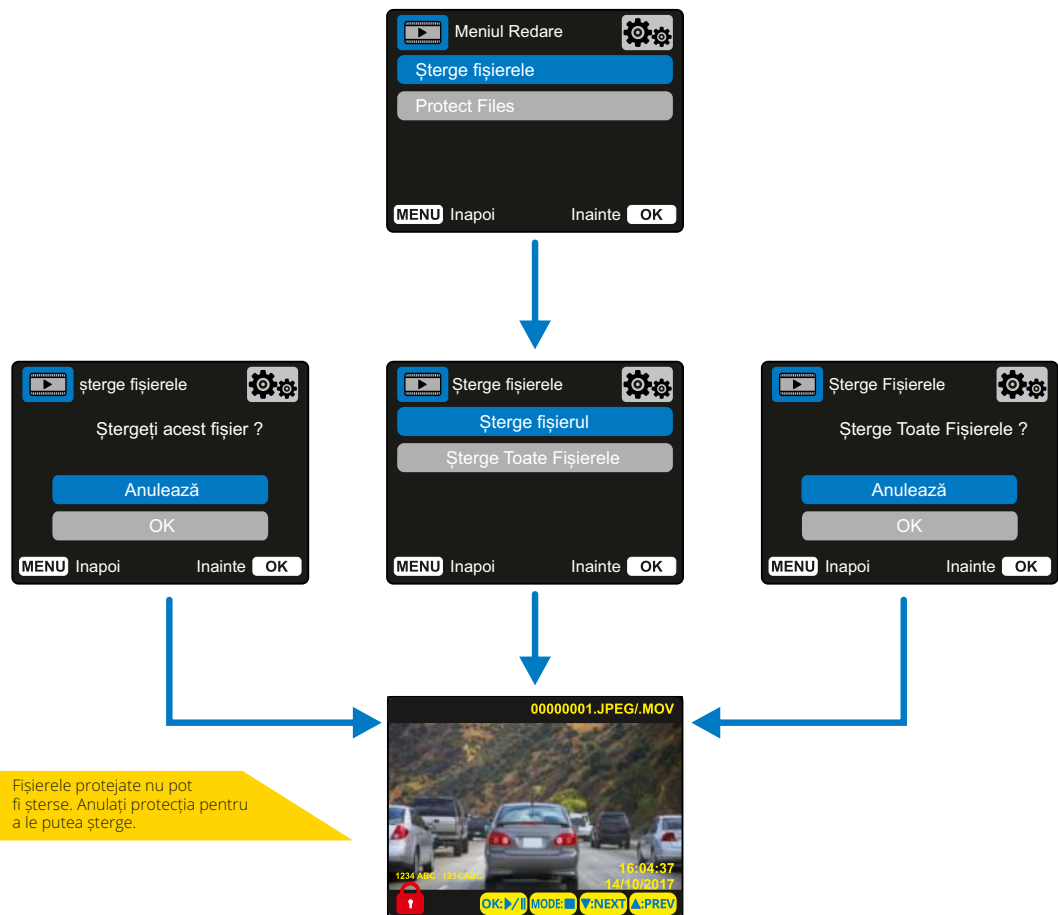 Meniul Redare
Șterge fișierele
Protect Files
MENU Inapoi Inainte OK
șterge fișierele
Ștergeți acest fișier ?
Anulează
OK
MENU Inapoi Inainte OK
Șterge fișierele
Șterge fișierul
Șterge Toate Fișierele
MENU Inapoi Inainte OK
Șterge Fișierele
Șterge Toate Fișierele ?
Anulează
OK
MENU Inapoi Inainte OK
Fișierele protejate nu pot
fi șterse. Anulați protecția pentru
a le putea șterge.
00000001.JPEG/.MOV
16:04:37
1234 ABC 1234 ABC
14/10/2017
OK: MODE: :NEXT :PREV